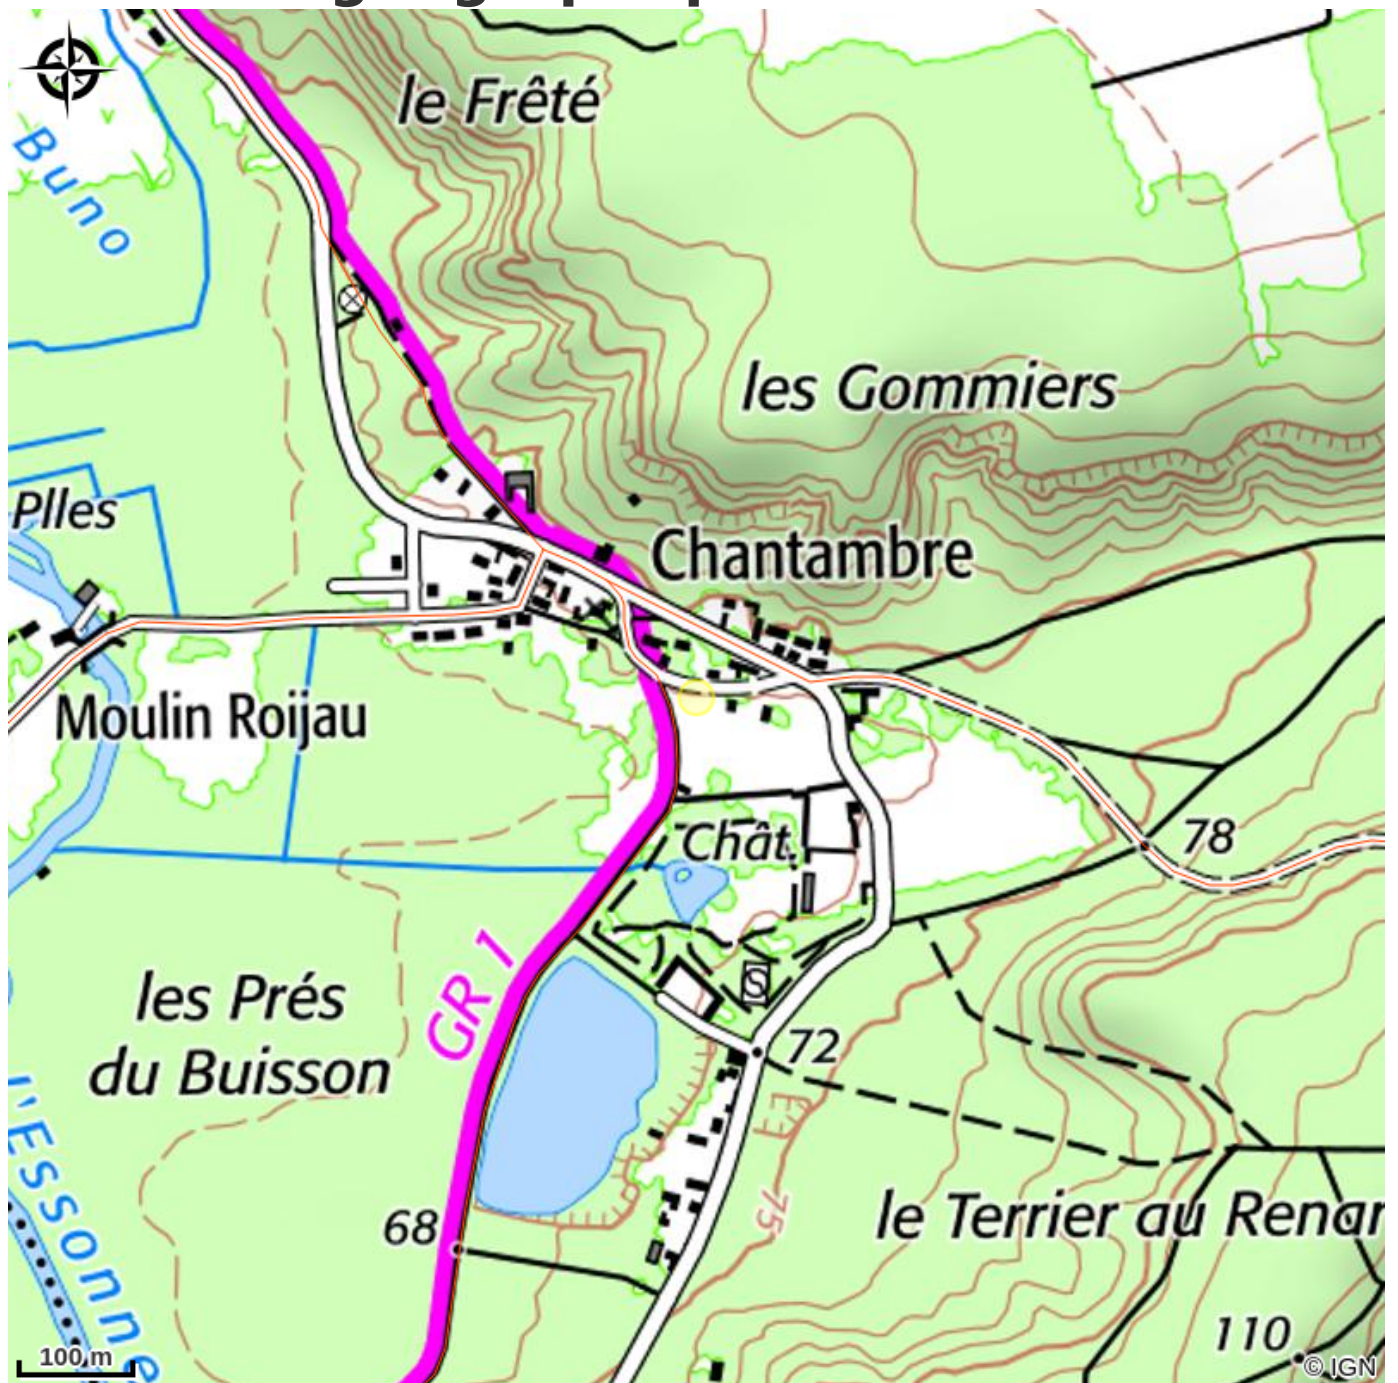 le Frêté
Buno
les Gommiers
Plles
Chantambre
Moulin Roijau
78
Chât.
GR 1
les Prés
du Buisson
S
72
l'Essonne
75
le Terrier au Renar
68
110
100 m
© IGN